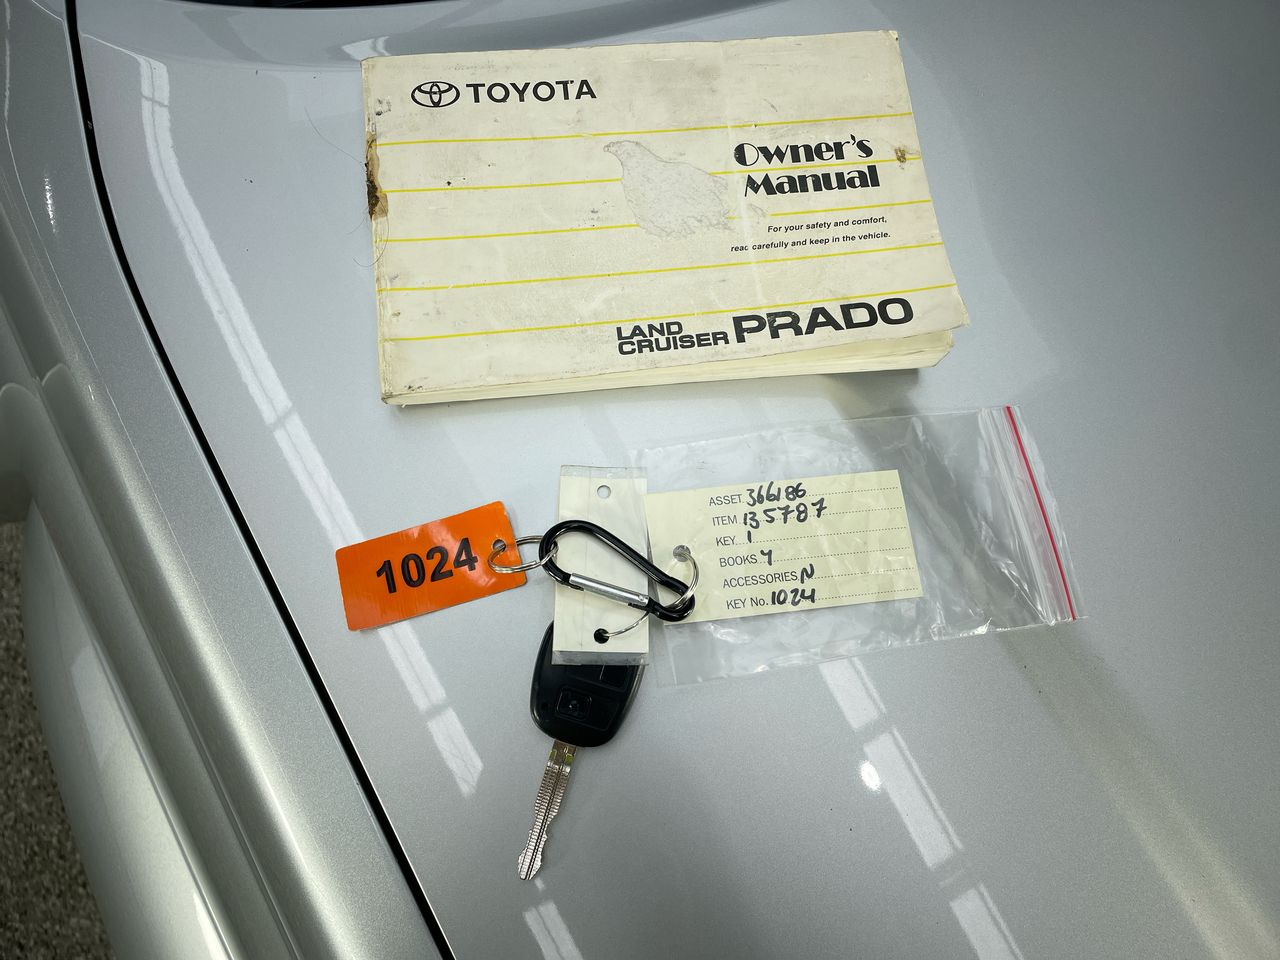 TOYOTA
Owner's
Manual
For your safety and comfort,
read carefully and keep in the vehicle.
LAND
CRUISER PRADO
1024
ASSET 366186
ITEM 135787
KEY 1
BOOKS Y
ACCESSORIES N
KEY No. 1024